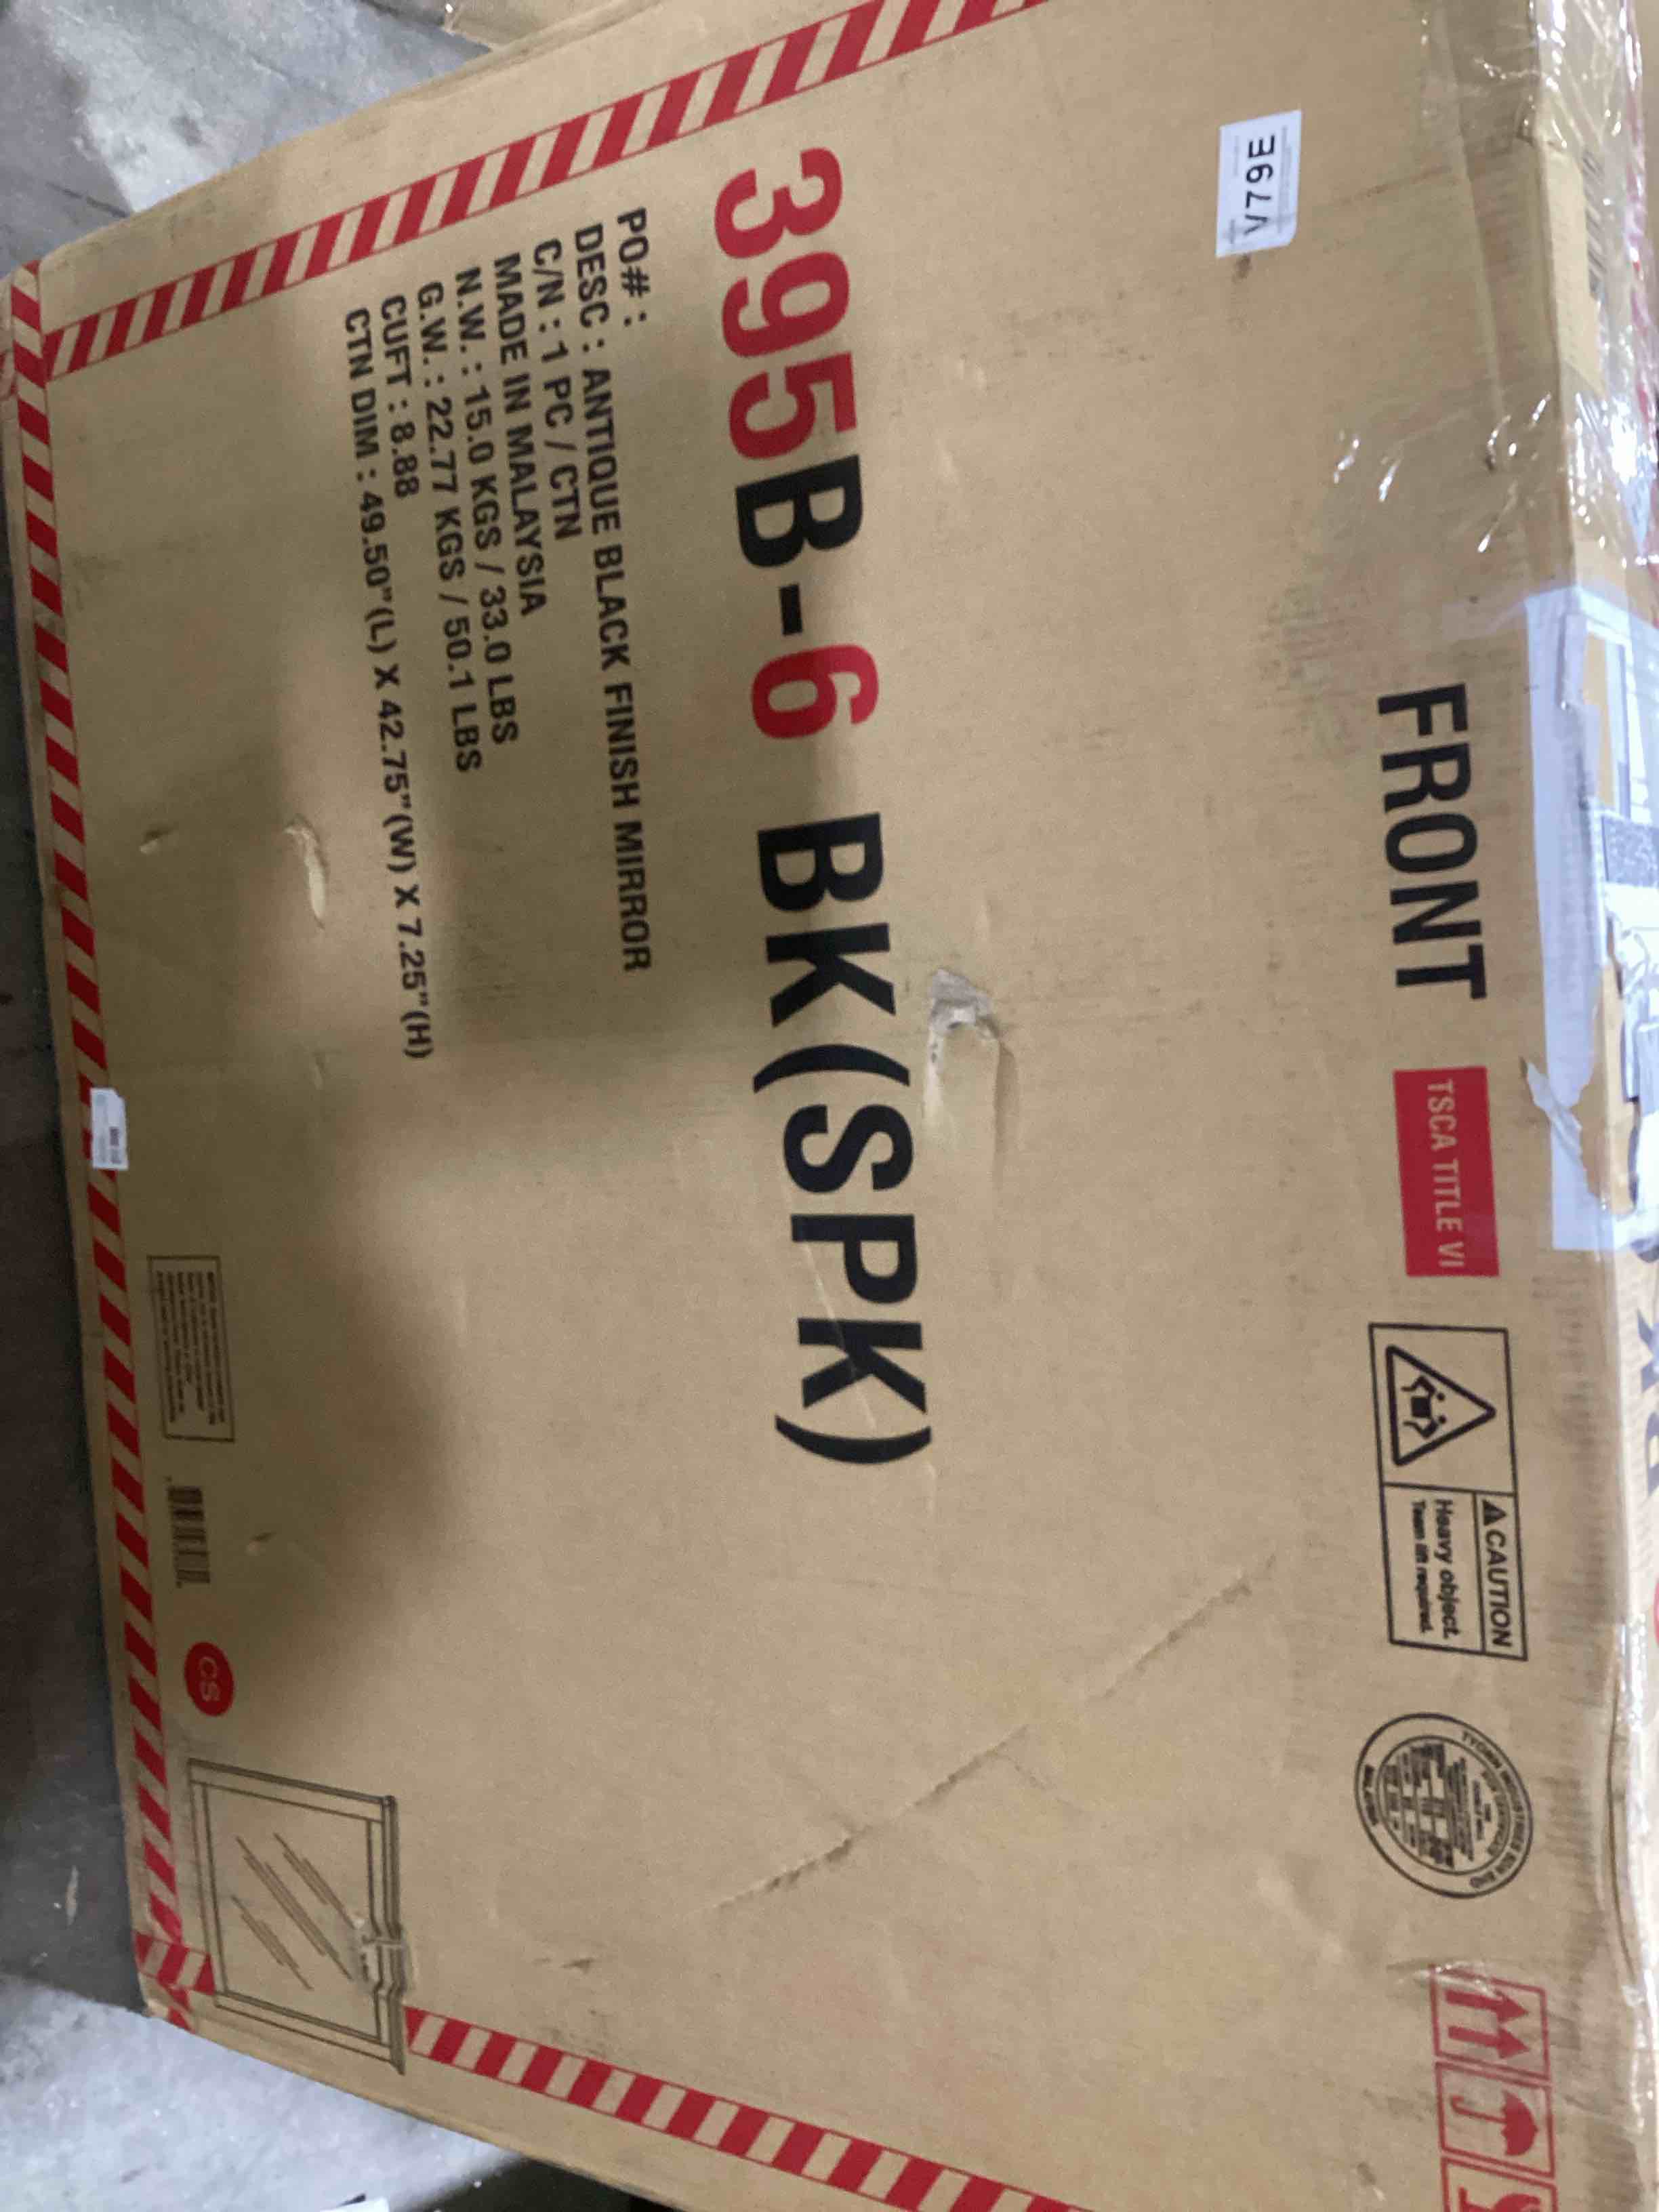 V79E
FRONT
TSCA TITLE VI
CAUTION
Heavy object.
Team lift required.
395B-6 BK(SPK)
PO# :
DESC : ANTIQUE BLACK FINISH MIRROR
C/N : 1 PC / CTN
MADE IN MALAYSIA
N.W. : 15.0 KGS / 33.0 LBS
G.W. : 22.77 KGS / 50.1 LBS
CUFT : 8.88
CTN DIM : 49.50"(L) X 42.75"(W) X 7.25"(H)
CS